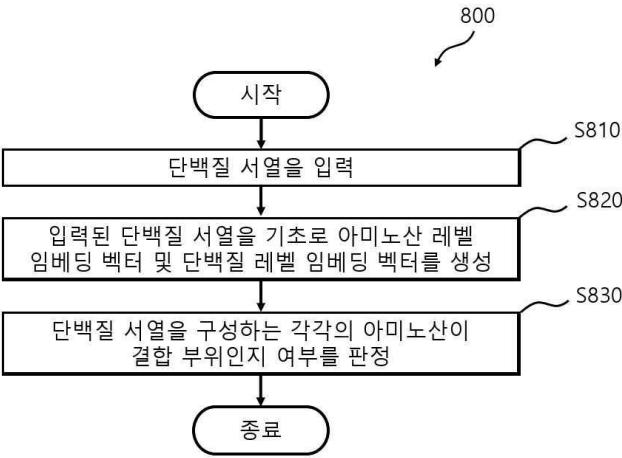 800
시작
S810
단백질 서열을 입력
S820
입력된 단백질 서열을 기초로 아미노산 레벨
임베딩 벡터 및 단백질 레벨 임베딩 벡터를 생성
S830
단백질 서열을 구성하는 각각의 아미노산이
결합 부위인지 여부를 판정
종료